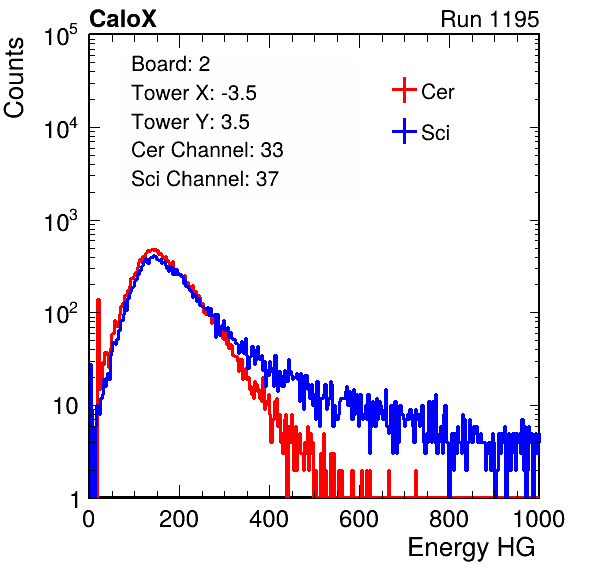 CaloX Run 1195
Counts
10^5
10^4
10^3
10^2
10
1
Board: 2
Tower X: -3.5
Tower Y: 3.5
Cer Channel: 33
Sci Channel: 37
Cer
Sci
0 200 400 600 800 1000
Energy HG